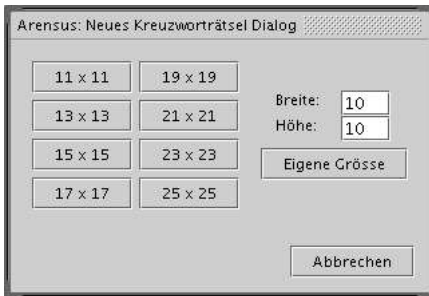 Arensus: Neues Kreuzworträtsel Dialog
11 x 11
19 x 19
13 x 13
21 x 21
15 x 15
23 x 23
17 x 17
25 x 25
Breite: 10
Höhe: 10
Eigene Grösse
Abbrechen